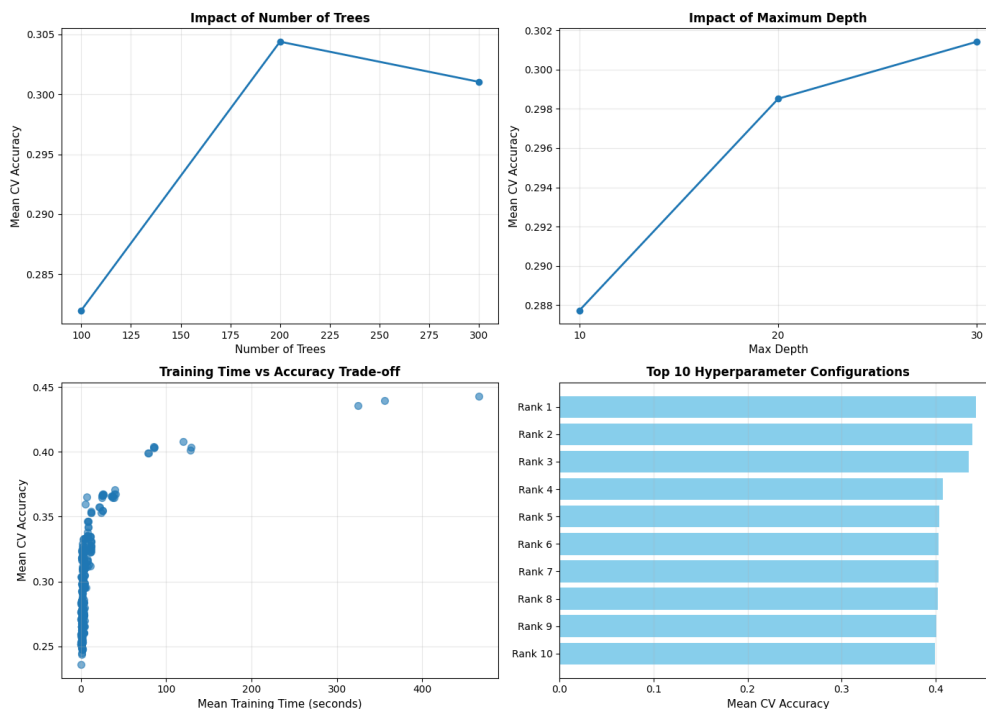 Impact of Number of Trees
0.305
0.300
0.295
0.290
0.285
Mean CV Accuracy
100 125 150 175 200 225 250 275 300
Number of Trees
Impact of Maximum Depth
0.302
0.300
0.298
0.296
0.294
0.292
0.290
0.288
Mean CV Accuracy
10 20 30
Max Depth
Training Time vs Accuracy Trade-off
0.45
0.40
0.35
0.30
0.25
Mean CV Accuracy
0 100 200 300 400
Mean Training Time (seconds)
Top 10 Hyperparameter Configurations
Rank 1
Rank 2
Rank 3
Rank 4
Rank 5
Rank 6
Rank 7
Rank 8
Rank 9
Rank 10
0.0 0.1 0.2 0.3 0.4
Mean CV Accuracy